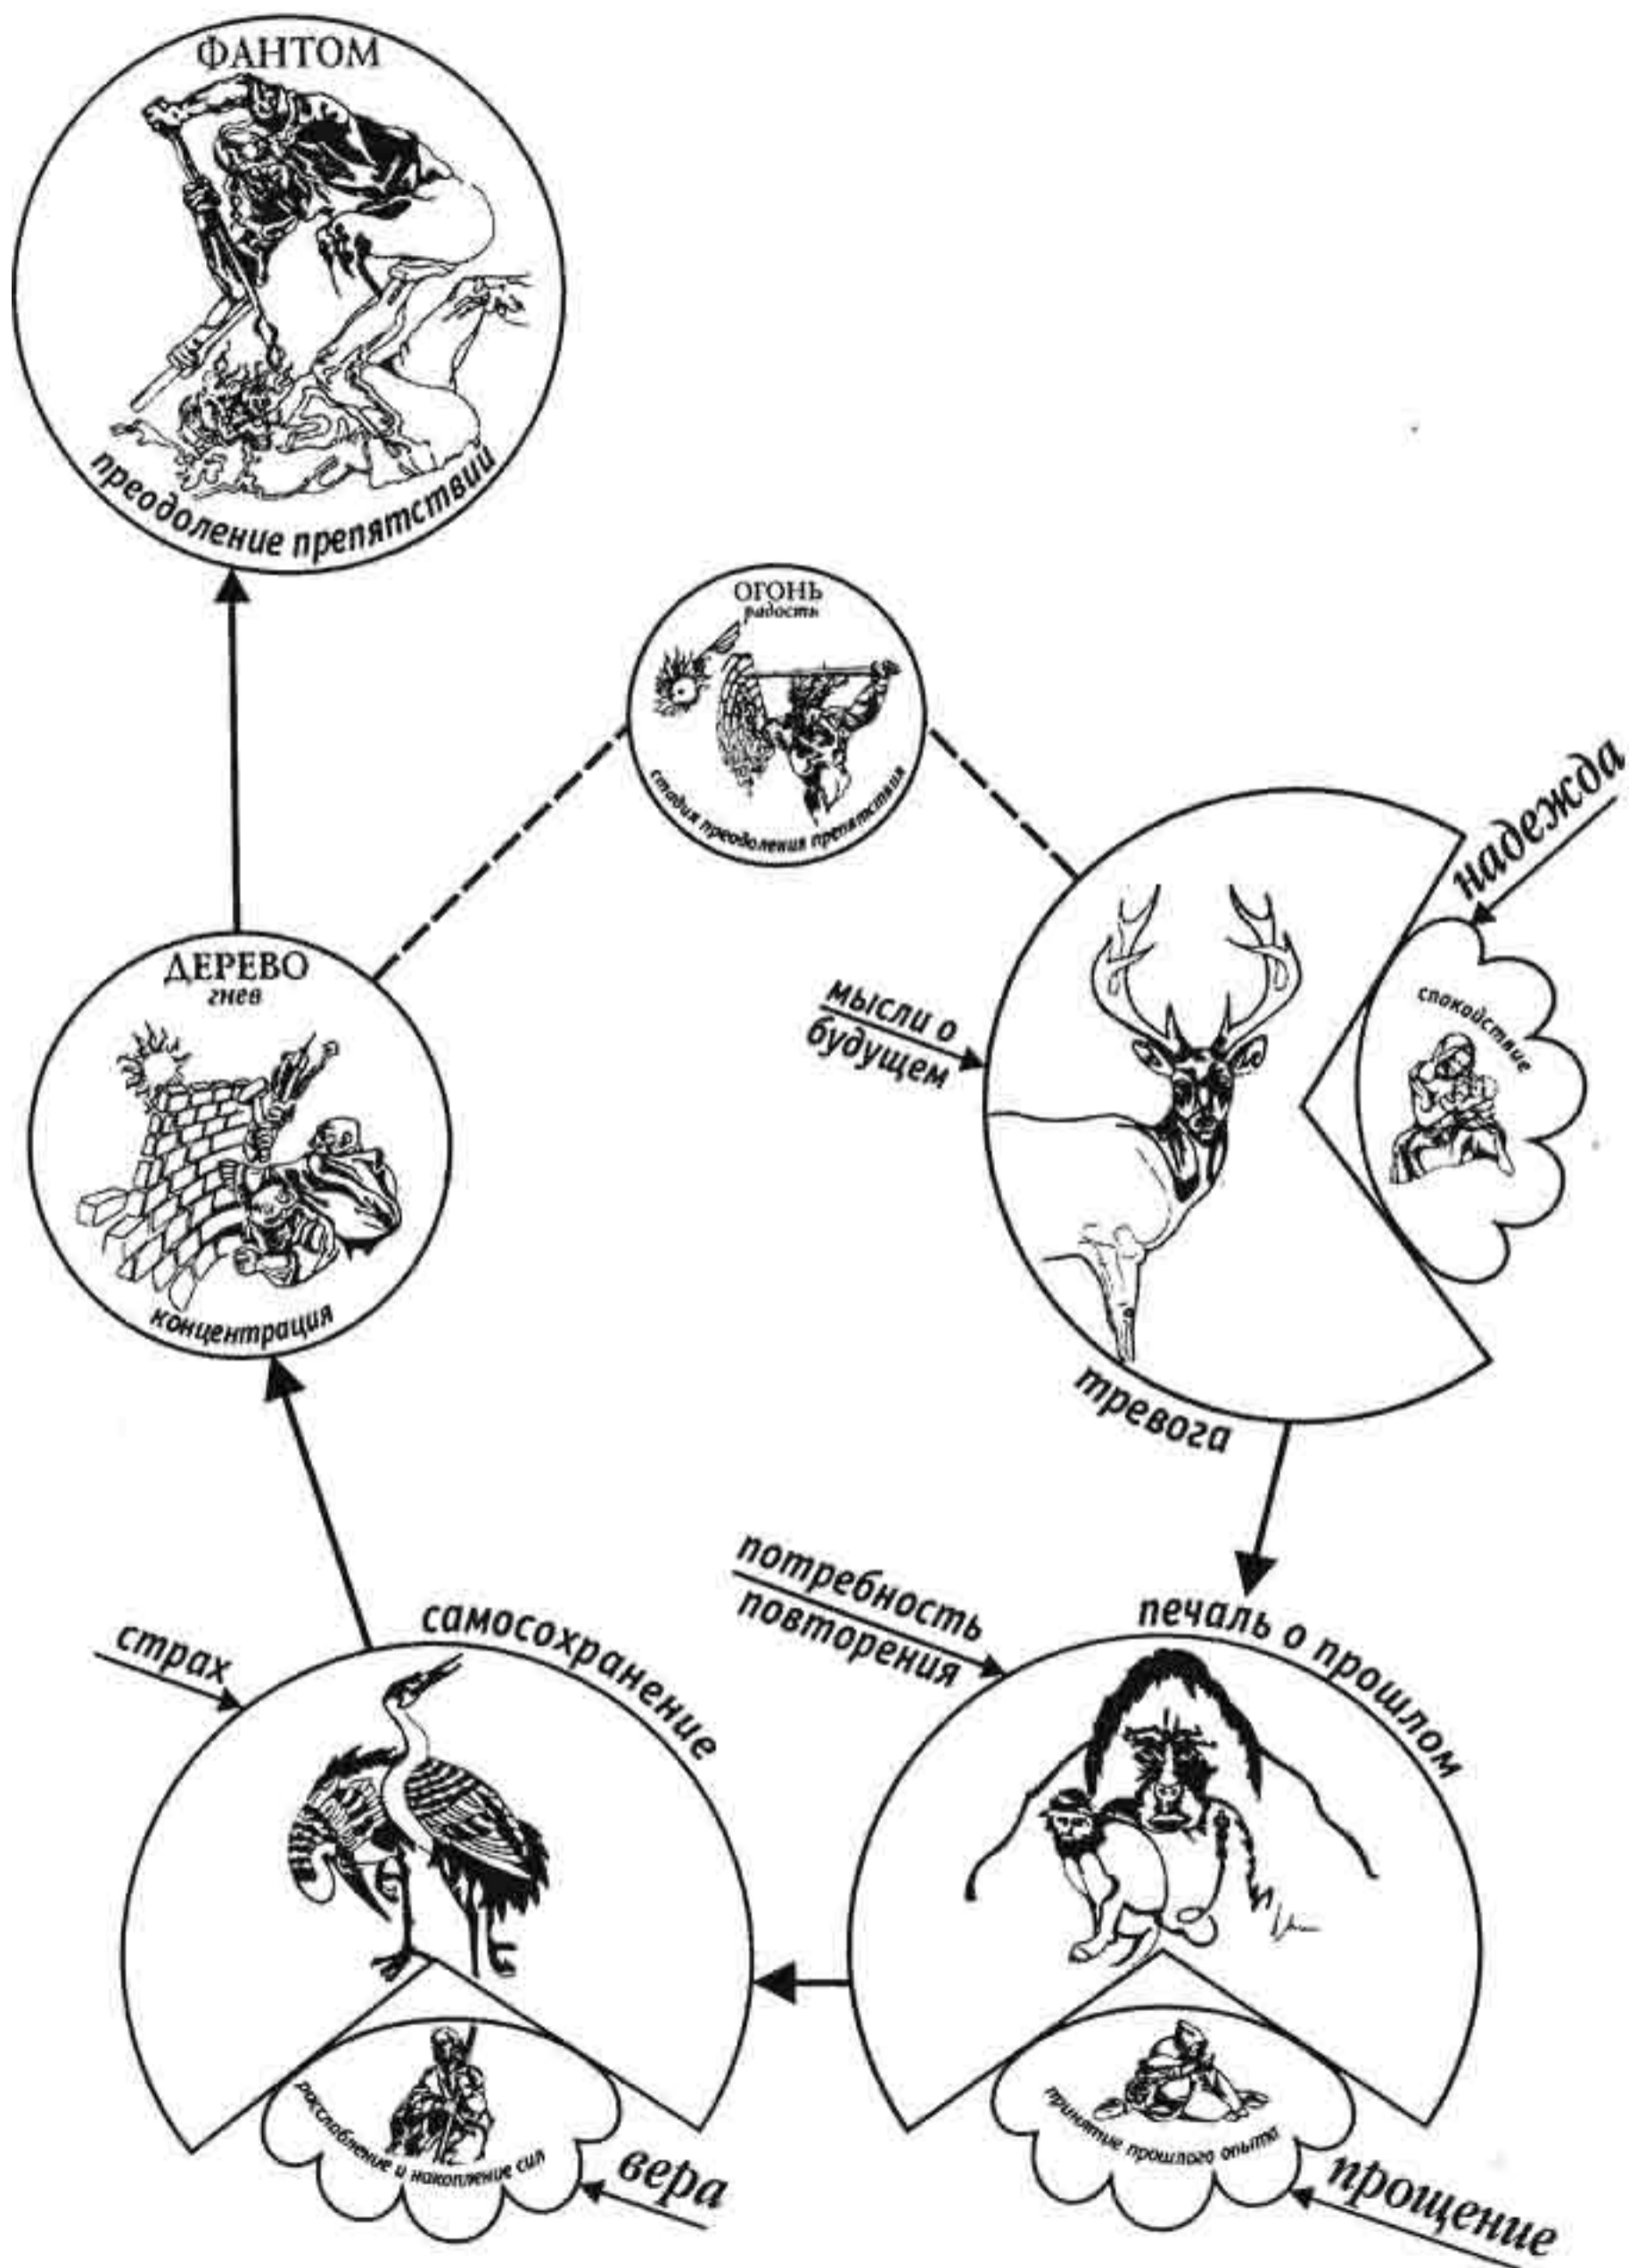 ФАНТОМ
преодоление препятствий
ОГОНЬ
радость
стадия преодоления препятствия
надежда
спокойствие
мысли о
будущем
тревога
ДЕРЕВО
гнев
концентрация
потребность
повторения
печаль о прошлом
страх
самосохранение
расслабление и накопление сил
вера
принятие прошлого опыта
прощение